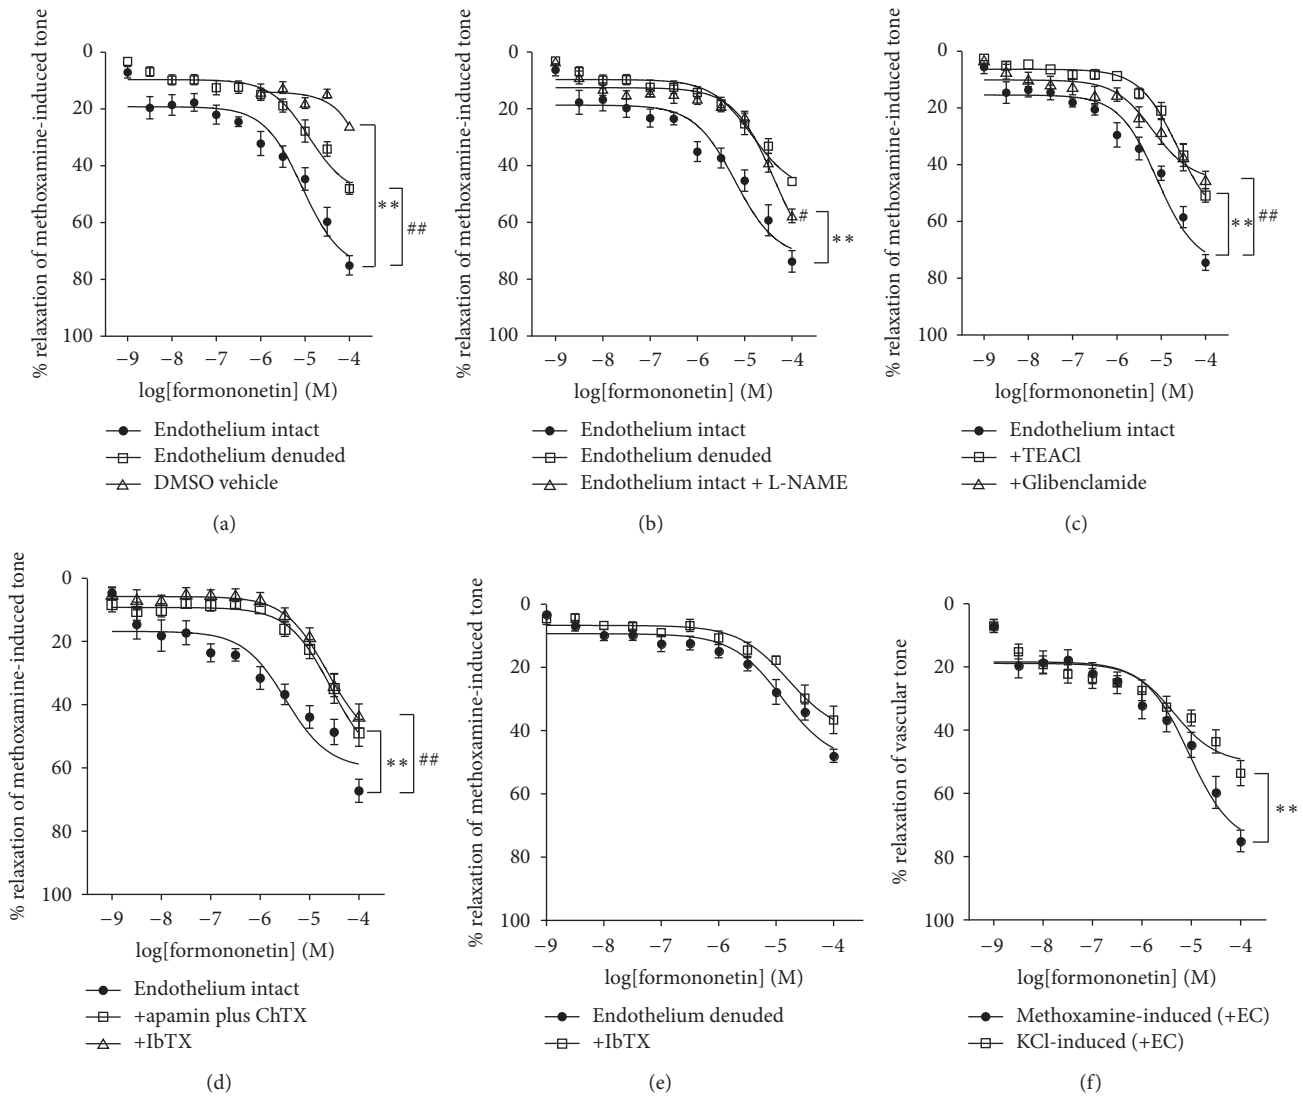 % relaxation of methoxamine-induced tone
0
20
40
60
80
100
**
##
−9 −8 −7 −6 −5 −4
log[formononetin] (M)
Endothelium intact
Endothelium denuded
DMSO vehicle
(a)
% relaxation of methoxamine-induced tone
0
20
40
60
80
100
#
**
−9 −8 −7 −6 −5 −4
log[formononetin] (M)
Endothelium intact
Endothelium denuded
Endothelium intact + L-NAME
(b)
% relaxation of methoxamine-induced tone
0
20
40
60
80
100
** ##
−9 −8 −7 −6 −5 −4
log[formononetin] (M)
Endothelium intact
+TEACl
+Glibenclamide
(c)
% relaxation of methoxamine-induced tone
0
20
40
60
80
100
** ##
−9 −8 −7 −6 −5 −4
log[formononetin] (M)
Endothelium intact
+apamin plus ChTX
+IbTX
(d)
% relaxation of methoxamine-induced tone
0
20
40
60
80
100
−9 −8 −7 −6 −5 −4
log[formononetin] (M)
Endothelium denuded
+IbTX
(e)
% relaxation of vascular tone
0
20
40
60
80
100
**
−9 −8 −7 −6 −5 −4
log[formononetin] (M)
Methoxamine-induced (+EC)
KCl-induced (+EC)
(f)